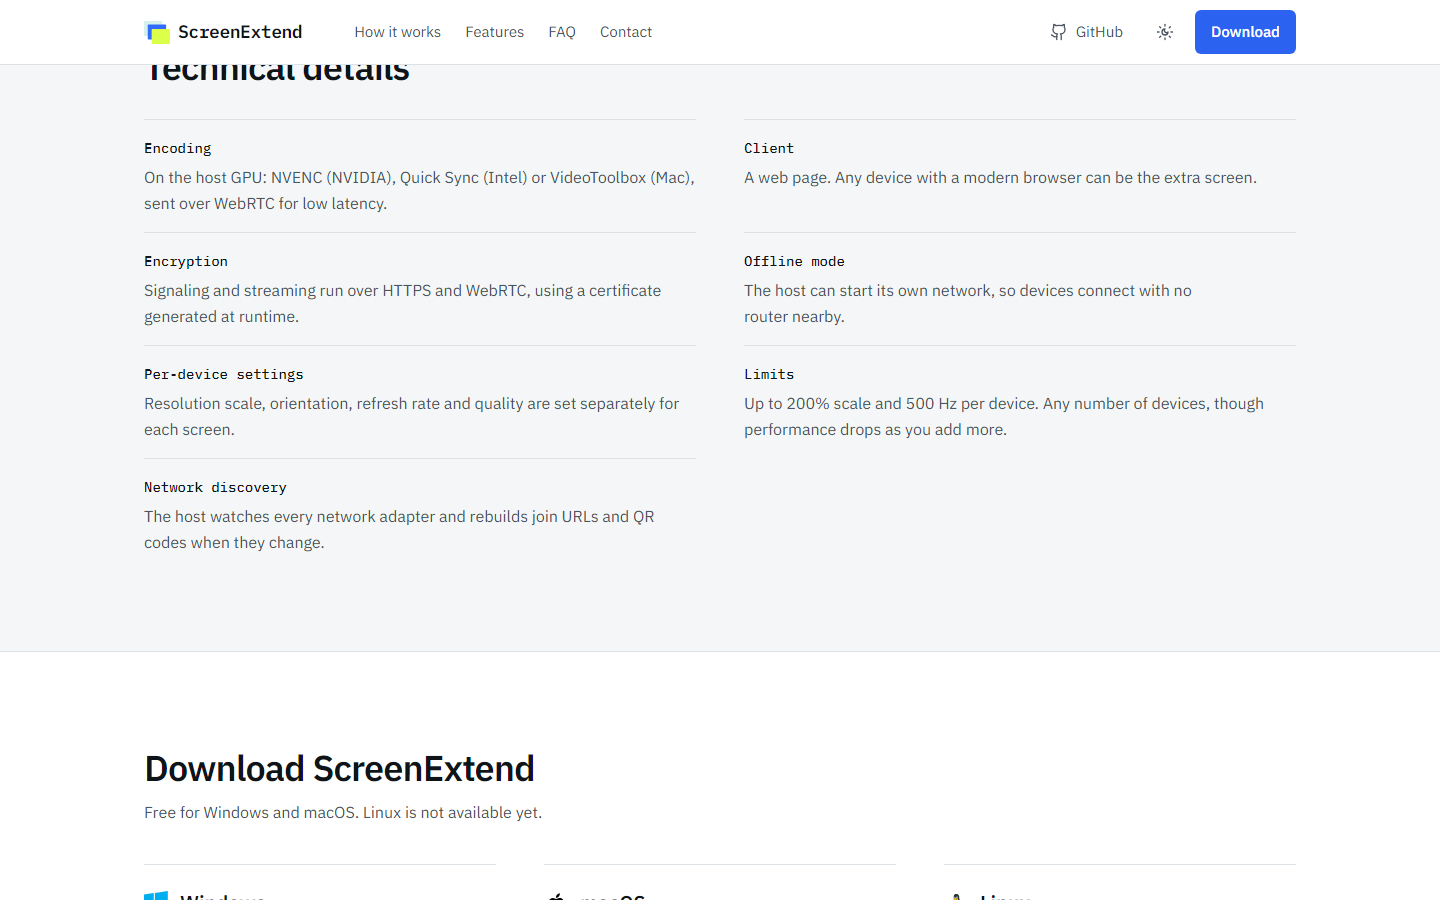 ScreenExtend
How it works
Features
FAQ
Contact
GitHub
Download
Technical details
Encoding
On the host GPU: NVENC (NVIDIA), Quick Sync (Intel) or VideoToolbox (Mac),
sent over WebRTC for low latency.
Client
A web page. Any device with a modern browser can be the extra screen.
Encryption
Signaling and streaming run over HTTPS and WebRTC, using a certificate
generated at runtime.
Offline mode
The host can start its own network, so devices connect with no
router nearby.
Per-device settings
Resolution scale, orientation, refresh rate and quality are set separately for
each screen.
Limits
Up to 200% scale and 500 Hz per device. Any number of devices, though
performance drops as you add more.
Network discovery
The host watches every network adapter and rebuilds join URLs and QR
codes when they change.
Download ScreenExtend
Free for Windows and macOS. Linux is not available yet.
Windows
macOS
Linux